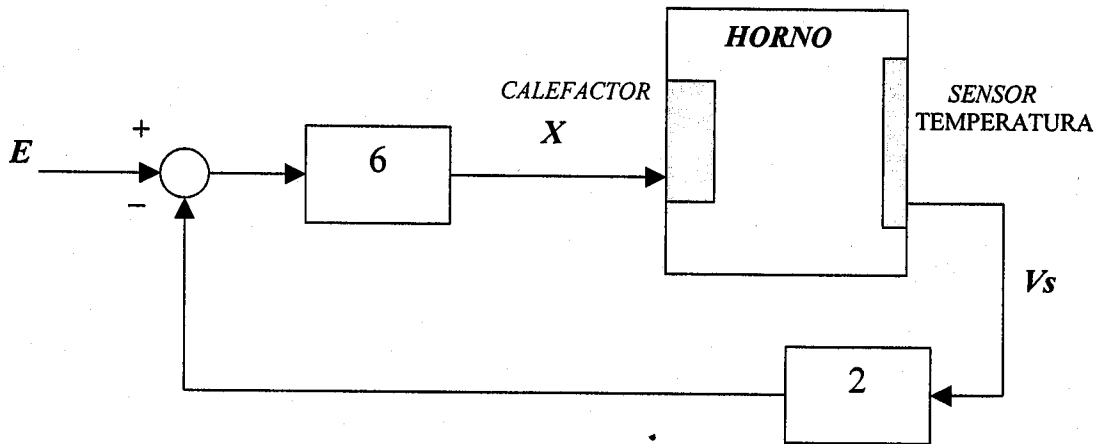 HORNO
CALEFACTOR
X
SENSOR
TEMPERATURA
+
E
−
6
Vs
2